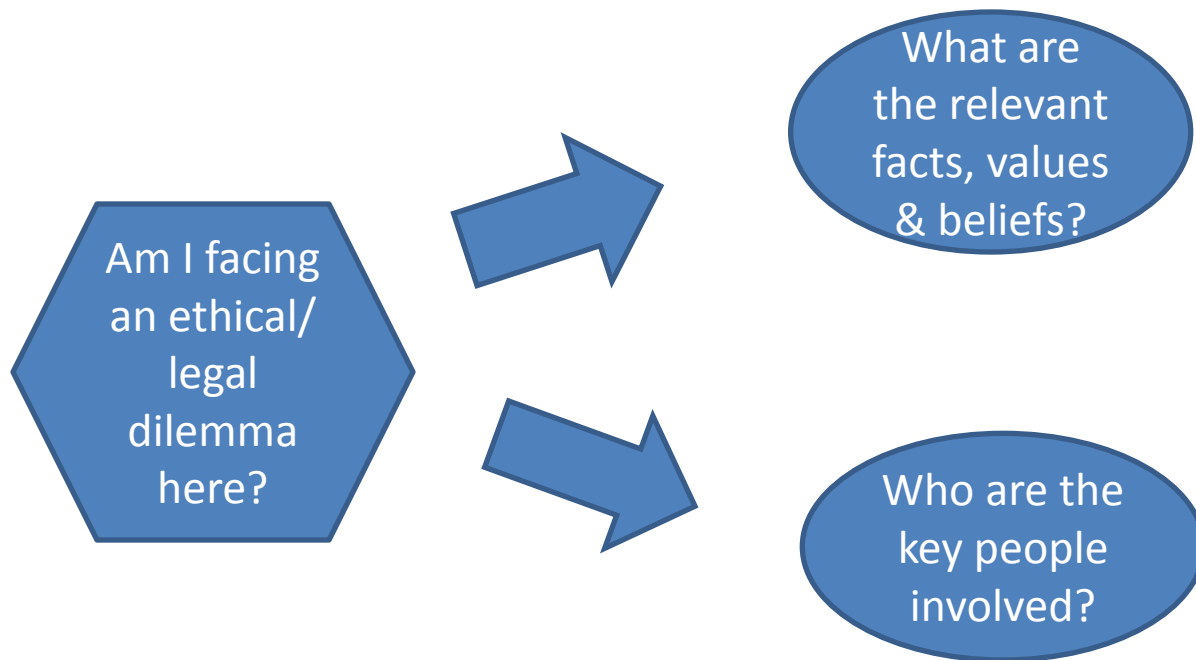 Am I facing
an ethical/
legal
dilemma
here?
What are
the relevant
facts, values
& beliefs?
Who are the
key people
involved?